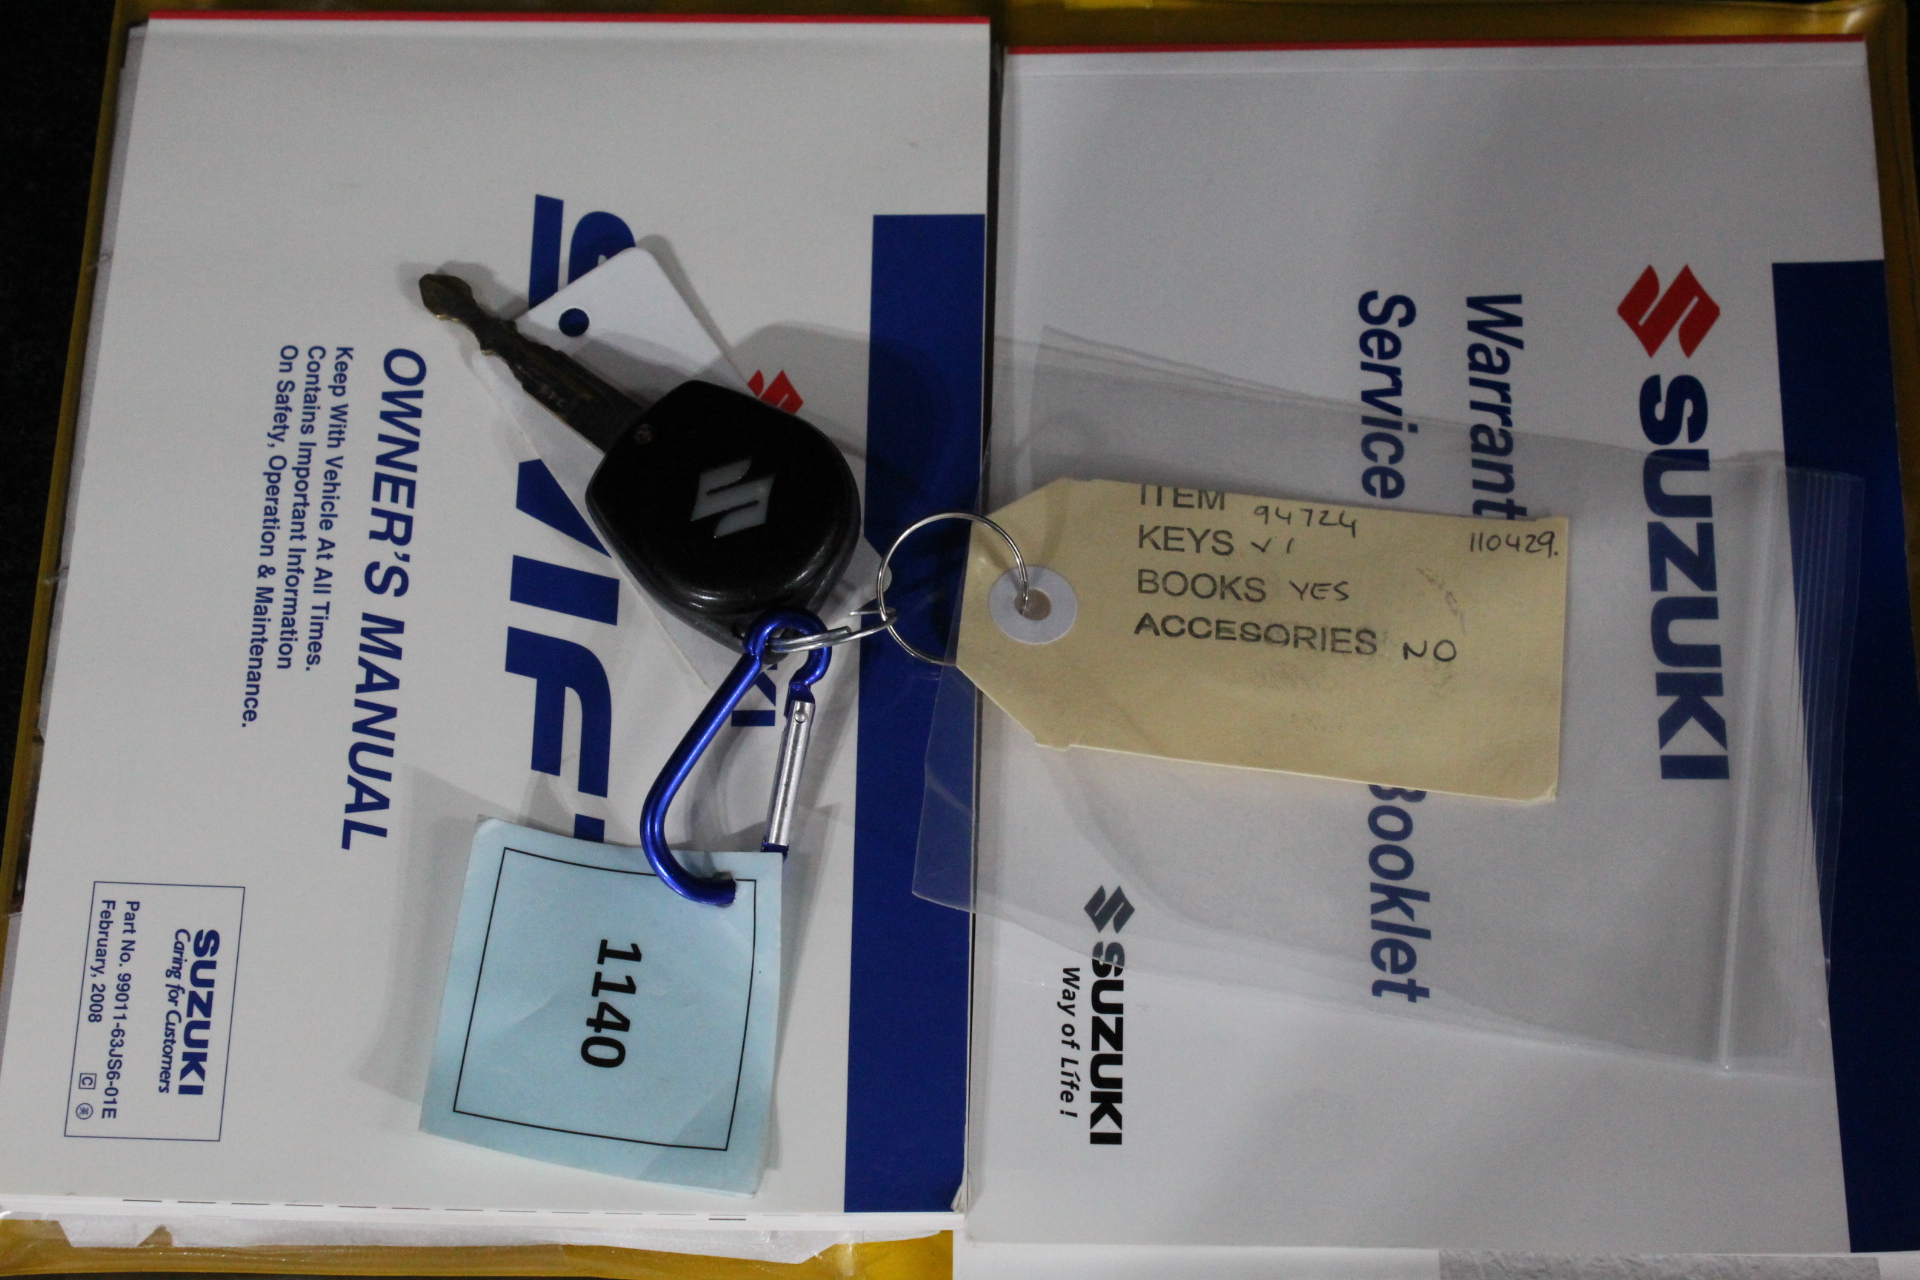 OWNER'S MANUAL
Keep With Vehicle At All Times.
Contains Important Information
On Safety, Operation & Maintenance.
SUZUKI
Caring for Customers
Part No. 99011-63JS6-01E
February, 2008
1140
ITEM 94724
110429.
KEYS √1
BOOKS YES
ACCESORIES NO
SUZUKI
Service Booklet
SUZUKI
Way of Life!